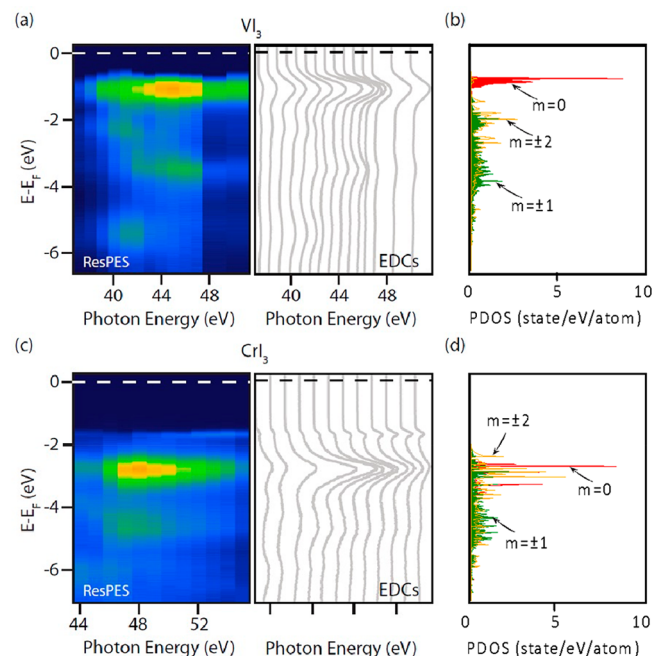 (a)
VI3
(b)
0
-2
-4
-6
E-EF (eV)
ResPES
EDCs
m=0
m=±2
m=±1
40
44
48
40
44
48
0
5
10
Photon Energy (eV)
Photon Energy (eV)
PDOS (state/eV/atom)
(c)
CrI3
(d)
0
-2
-4
-6
E-EF (eV)
ResPES
EDCs
m=±2
m=0
m=±1
44
48
52
0
5
10
Photon Energy (eV)
Photon Energy (eV)
PDOS (state/eV/atom)